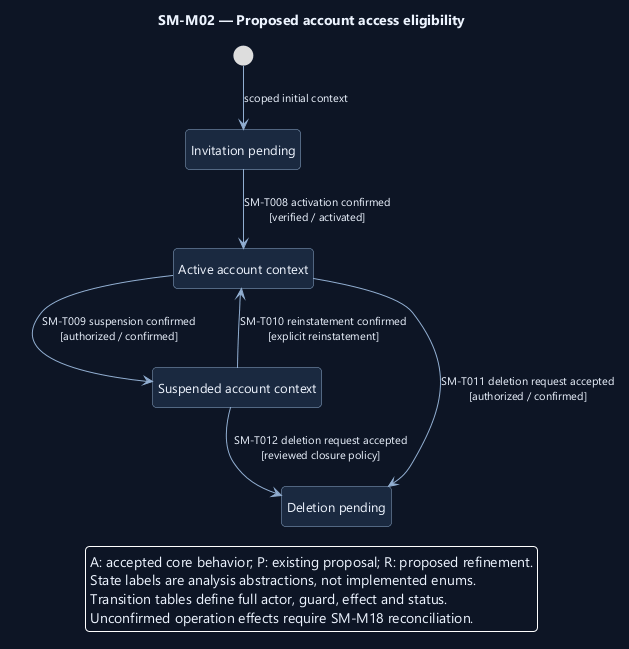 SM-M02 — Proposed account access eligibility
scoped initial context
Invitation pending
SM-T008 activation confirmed
[verified / activated]
Active account context
SM-T009 suspension confirmed
[authorized / confirmed]
SM-T010 reinstatement confirmed
[explicit reinstatement]
SM-T011 deletion request accepted
[authorized / confirmed]
Suspended account context
SM-T012 deletion request accepted
[reviewed closure policy]
Deletion pending
A: accepted core behavior; P: existing proposal; R: proposed refinement.
State labels are analysis abstractions, not implemented enums.
Transition tables define full actor, guard, effect and status.
Unconfirmed operation effects require SM-M18 reconciliation.